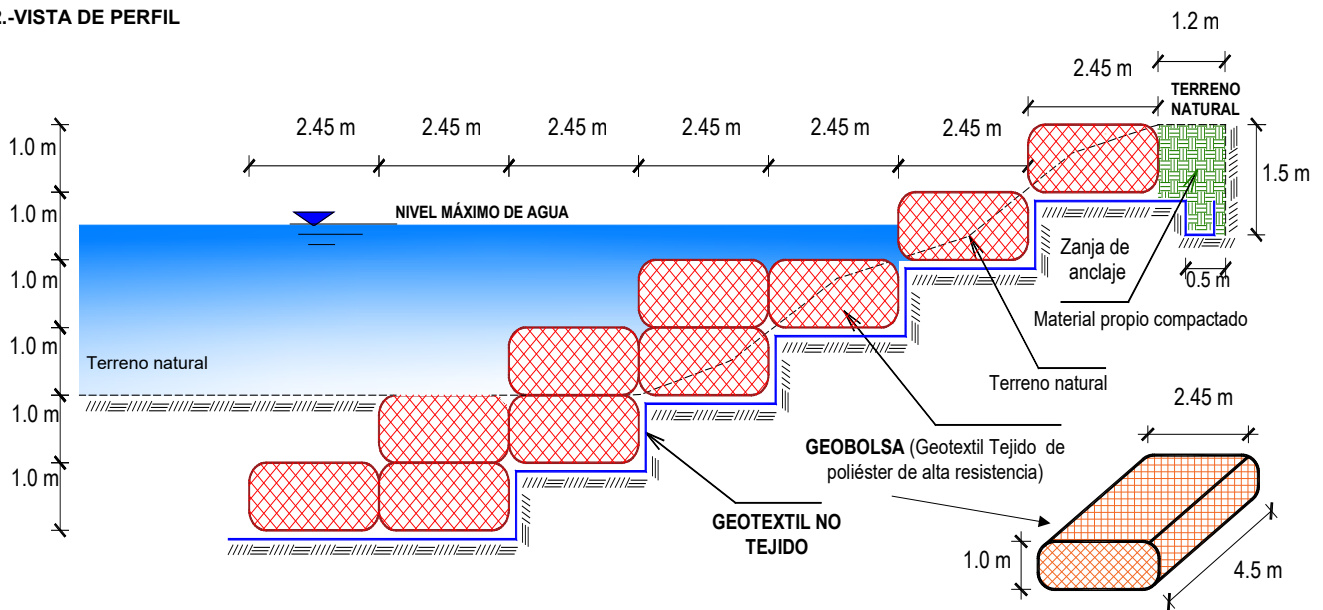 2.-VISTA DE PERFIL
1.2 m
2.45 m
TERRENO
NATURAL
2.45 m
2.45 m
2.45 m
2.45 m
2.45 m
2.45 m
1.0 m
1.5 m
1.0 m
NIVEL MÁXIMO DE AGUA
Zanja de
anclaje
1.0 m
0.5 m
Material propio compactado
1.0 m
Terreno natural
Terreno natural
2.45 m
1.0 m
GEOBOLSA (Geotextil Tejido de
poliéster de alta resistencia)
1.0 m
GEOTEXTIL NO
TEJIDO
1.0 m
4.5 m